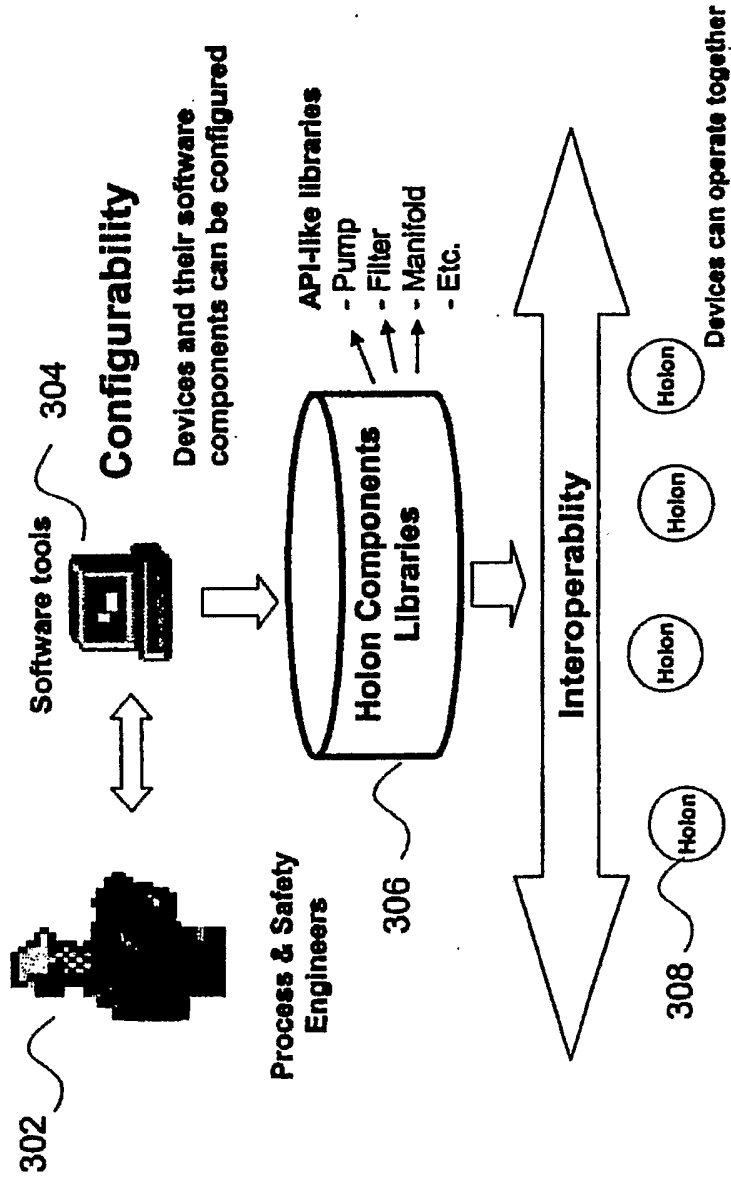 302
Process & Safety
Engineers
Software tools
304
Configurability
Devices and their software
components can be configured
306
Holon Components
Libraries
API-like libraries
- Pump
- Filter
- Manifold
- Etc.
Interoperablity
308
Holon
Holon
Holon
Holon
Devices can operate together